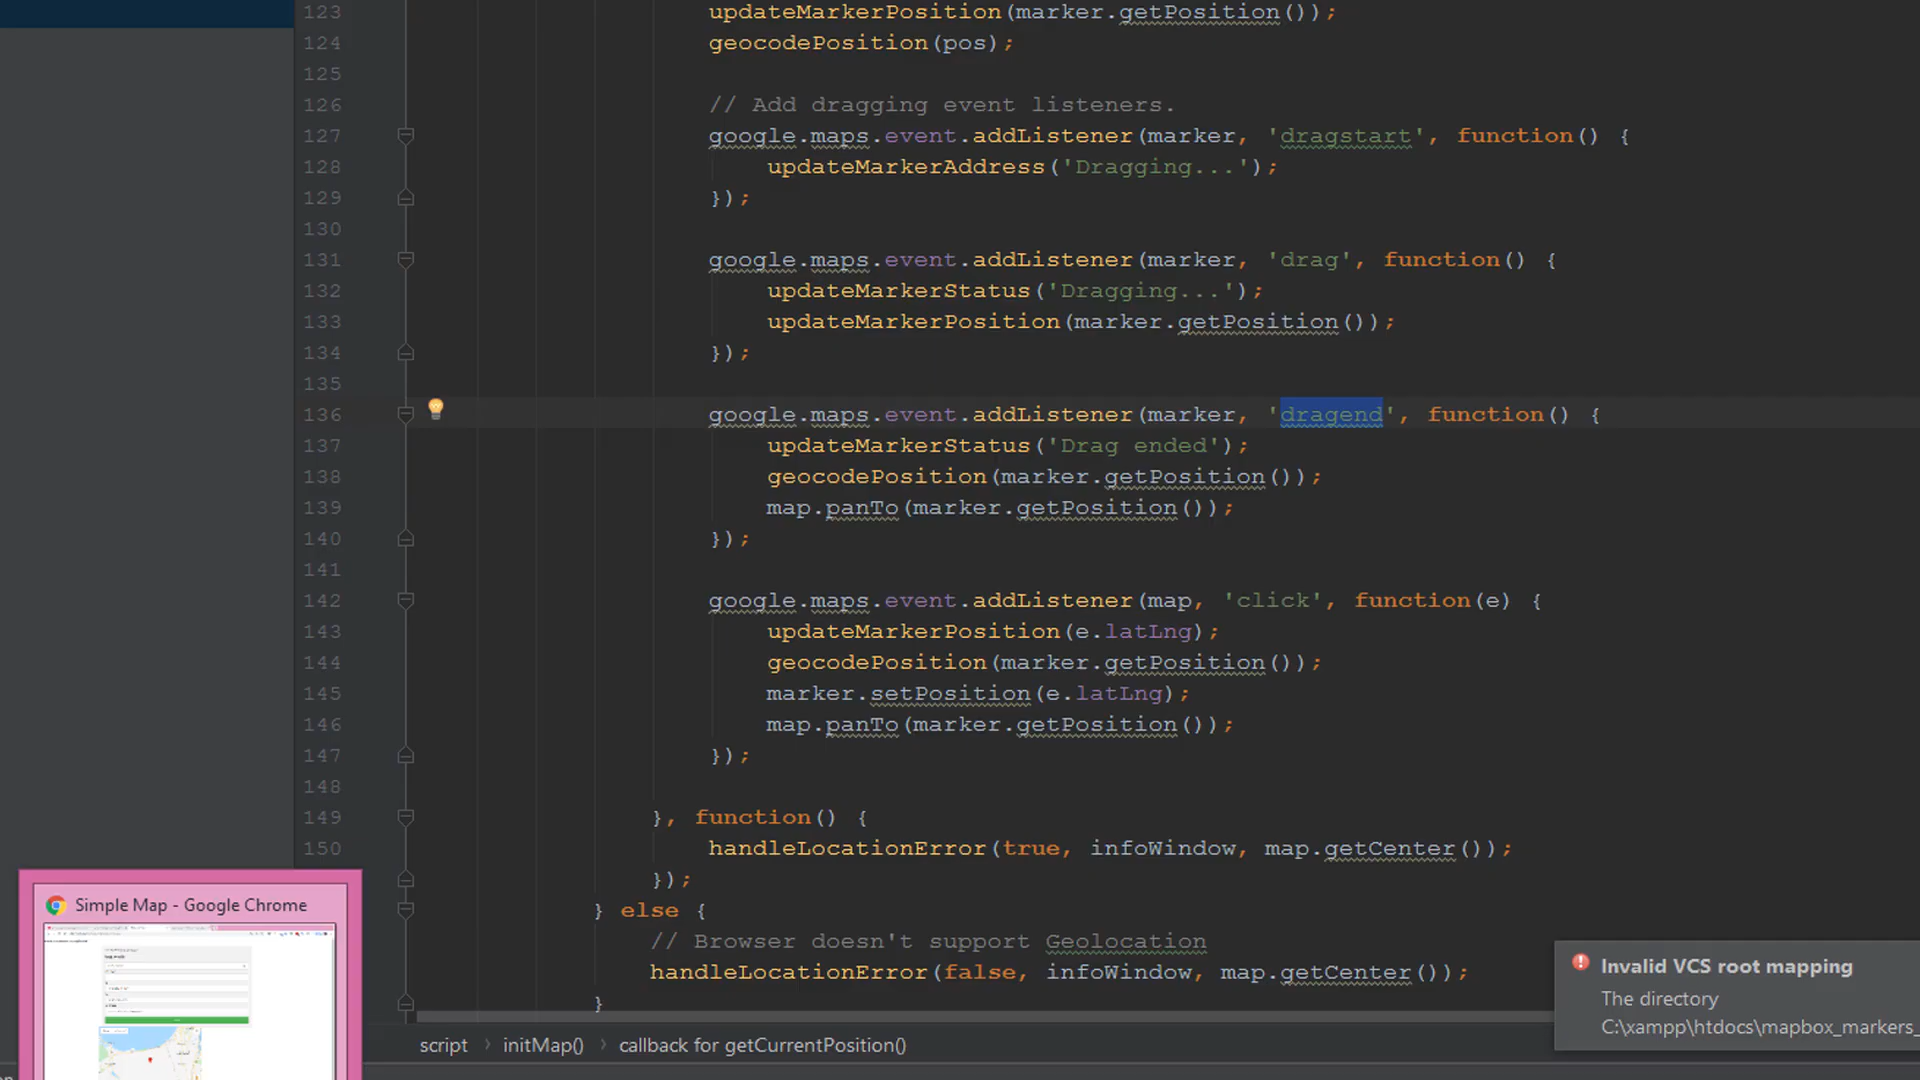 123 updateMarkerPosition(marker.getPosition());
124 geocodePosition(pos);
125
126 // Add dragging event listeners.
127 google.maps.event.addListener(marker, 'dragstart', function() {
128 updateMarkerAddress('Dragging...');
129 });
130
131 google.maps.event.addListener(marker, 'drag', function() {
132 updateMarkerStatus('Dragging...');
133 updateMarkerPosition(marker.getPosition());
134 });
135
136 google.maps.event.addListener(marker, 'dragend', function() {
137 updateMarkerStatus('Drag ended');
138 geocodePosition(marker.getPosition());
139 map.panTo(marker.getPosition());
140 });
141
142 google.maps.event.addListener(map, 'click', function(e) {
143 updateMarkerPosition(e.latLng);
144 geocodePosition(marker.getPosition());
145 marker.setPosition(e.latLng);
146 map.panTo(marker.getPosition());
147 });
148
149 }, function() {
150 handleLocationError(true, infoWindow, map.getCenter());
});
} else {
// Browser doesn't support Geolocation
handleLocationError(false, infoWindow, map.getCenter());
}
script › initMap() › callback for getCurrentPosition()
Simple Map - Google Chrome
Invalid VCS root mapping
The directory
C:\xampp\htdocs\mapbox_markers_